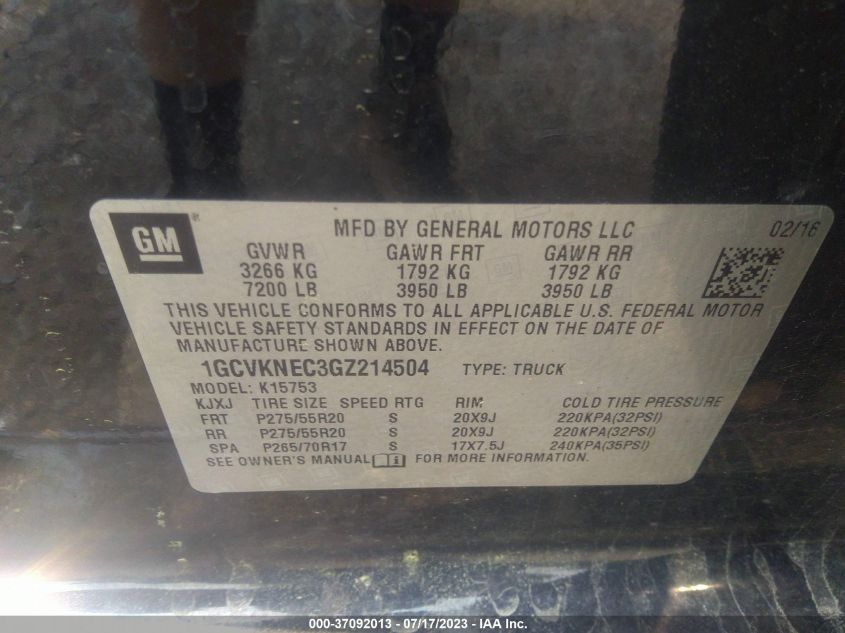 GM®
MFD BY GENERAL MOTORS LLC 02/16
GVWR GAWR FRT GAWR RR
3266 KG 1792 KG 1792 KG
7200 LB 3950 LB 3950 LB
THIS VEHICLE CONFORMS TO ALL APPLICABLE U.S. FEDERAL MOTOR
VEHICLE SAFETY STANDARDS IN EFFECT ON THE DATE OF
MANUFACTURE SHOWN ABOVE.
1GCVKNEC3GZ214504 TYPE: TRUCK
MODEL: K15753
KJXJ TIRE SIZE SPEED RTG RIM COLD TIRE PRESSURE
FRT P275/55R20 S 20X9J 220KPA(32PSI)
RR P275/55R20 S 20X9J 220KPA(32PSI)
SPA P265/70R17 S 17X7.5J 240KPA(35PSI)
SEE OWNER'S MANUAL FOR MORE INFORMATION.
000-37092013 - 07/17/2023 - IAA Inc.